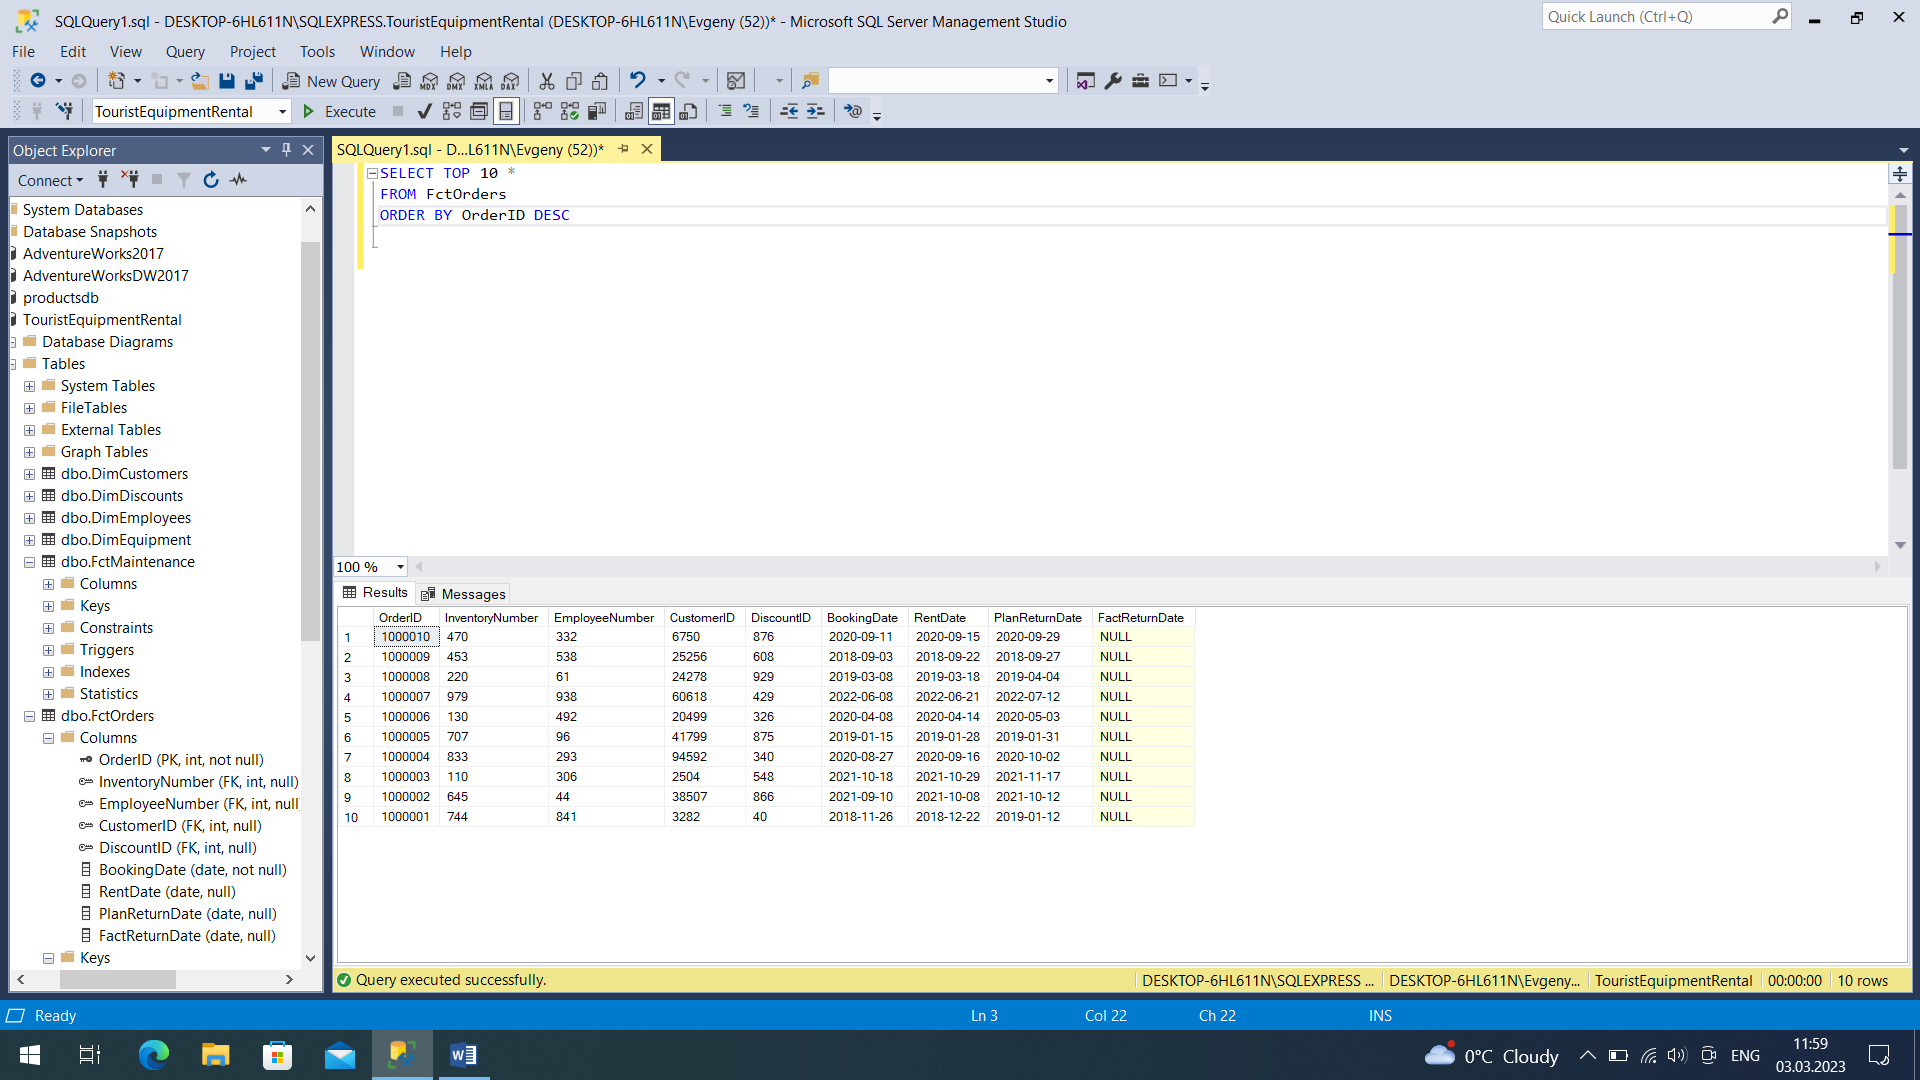 SQLQuery1.sql - DESKTOP-6HL611N\SQLEXPRESS.TouristEquipmentRental (DESKTOP-6HL611N\Evgeny (52))* - Microsoft SQL Server Management Studio
Quick Launch (Ctrl+Q)
File Edit View Query Project Tools Window Help
New Query MDX DMX XMLA DAX
TouristEquipmentRental Execute
Object Explorer
Connect
System Databases
Database Snapshots
AdventureWorks2017
AdventureWorksDW2017
productsdb
TouristEquipmentRental
Database Diagrams
Tables
System Tables
FileTables
External Tables
Graph Tables
dbo.DimCustomers
dbo.DimDiscounts
dbo.DimEmployees
dbo.DimEquipment
dbo.FctMaintenance
Columns
Keys
Constraints
Triggers
Indexes
Statistics
dbo.FctOrders
Columns
OrderID (PK, int, not null)
InventoryNumber (FK, int, null)
EmployeeNumber (FK, int, null
CustomerID (FK, int, null)
DiscountID (FK, int, null)
BookingDate (date, not null)
RentDate (date, null)
PlanReturnDate (date, null)
FactReturnDate (date, null)
Keys
SQLQuery1.sql - D...L611N\Evgeny (52))*
SELECT TOP 10 *
FROM FctOrders
ORDER BY OrderID DESC
100 %
Results Messages
OrderID InventoryNumber EmployeeNumber CustomerID DiscountID BookingDate RentDate PlanReturnDate FactReturnDate
1 1000010 470 332 6750 876 2020-09-11 2020-09-15 2020-09-29 NULL
2 1000009 453 538 25256 608 2018-09-03 2018-09-22 2018-09-27 NULL
3 1000008 220 61 24278 929 2019-03-08 2019-03-18 2019-04-04 NULL
4 1000007 979 938 60618 429 2022-06-08 2022-06-21 2022-07-12 NULL
5 1000006 130 492 20499 326 2020-04-08 2020-04-14 2020-05-03 NULL
6 1000005 707 96 41799 875 2019-01-15 2019-01-28 2019-01-31 NULL
7 1000004 833 293 94592 340 2020-08-27 2020-09-16 2020-10-02 NULL
8 1000003 110 306 2504 548 2021-10-18 2021-10-29 2021-11-17 NULL
9 1000002 645 44 38507 866 2021-09-10 2021-10-08 2021-10-12 NULL
10 1000001 744 841 3282 40 2018-11-26 2018-12-22 2019-01-12 NULL
Query executed successfully. DESKTOP-6HL611N\SQLEXPRESS ... DESKTOP-6HL611N\Evgeny... TouristEquipmentRental 00:00:00 10 rows
Ready Ln 3 Col 22 Ch 22 INS
0°C Cloudy ENG 11:59
03.03.2023